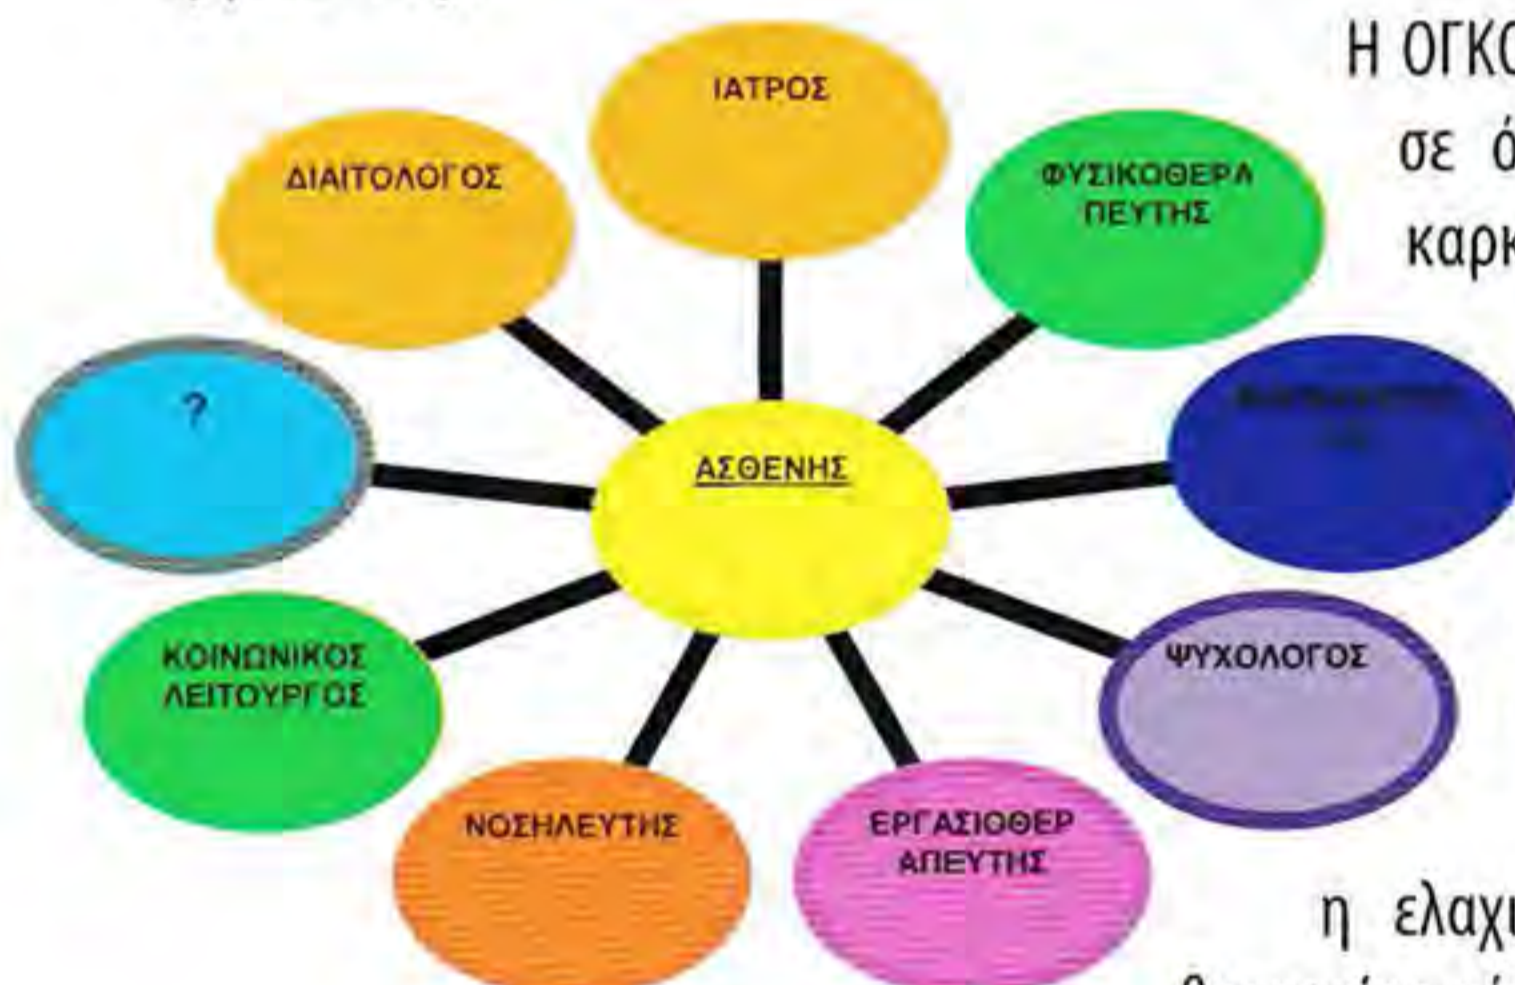 Η ΟΓΚΟ
σε ό
καρκ
ΙΑΤΡΟΣ
ΔΙΑΙΤΟΛΟΓΟΣ
ΦΥΣΙΚΟΘΕΡΑ
ΠΕΥΤΗΣ
?
ΑΣΘΕΝΗΣ
ΚΟΙΝΩΝΙΚΟΣ
ΛΕΙΤΟΥΡΓΟΣ
ΨΥΧΟΛΟΓΟΣ
ΝΟΣΗΛΕΥΤΗΣ
ΕΡΓΑΣΙΟΘΕΡ
ΑΠΕΥΤΗΣ
η ελαχι